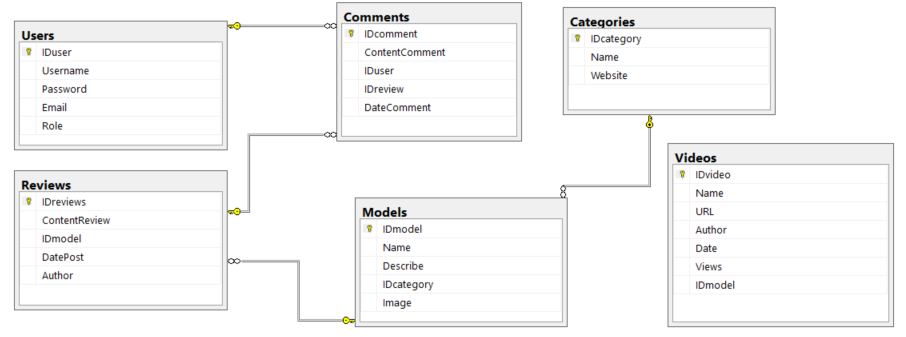 Users
IDuser
Username
Password
Email
Role
Comments
IDcomment
ContentComment
IDuser
IDreview
DateComment
Categories
IDcategory
Name
Website
Reviews
IDreviews
ContentReview
IDmodel
DatePost
Author
Models
IDmodel
Name
Describe
IDcategory
Image
Videos
IDvideo
Name
URL
Author
Date
Views
IDmodel